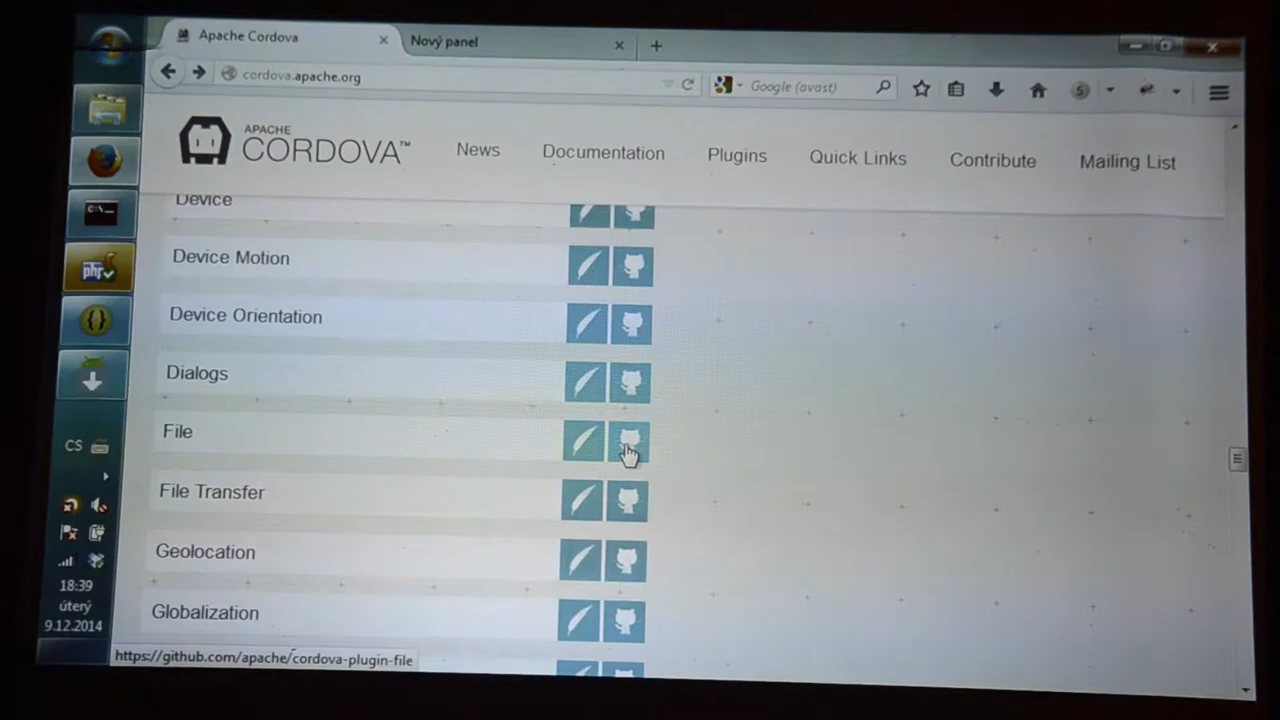 Apache Cordova
Nový panel
cordova.apache.org
Google (avast)
APACHE
CORDOVA™
News
Documentation
Plugins
Quick Links
Contribute
Mailing List
Device
Device Motion
Device Orientation
Dialogs
File
File Transfer
Geolocation
Globalization
php
CS
18:39
úterý
9.12.2014
https://github.com/apache/cordova-plugin-file